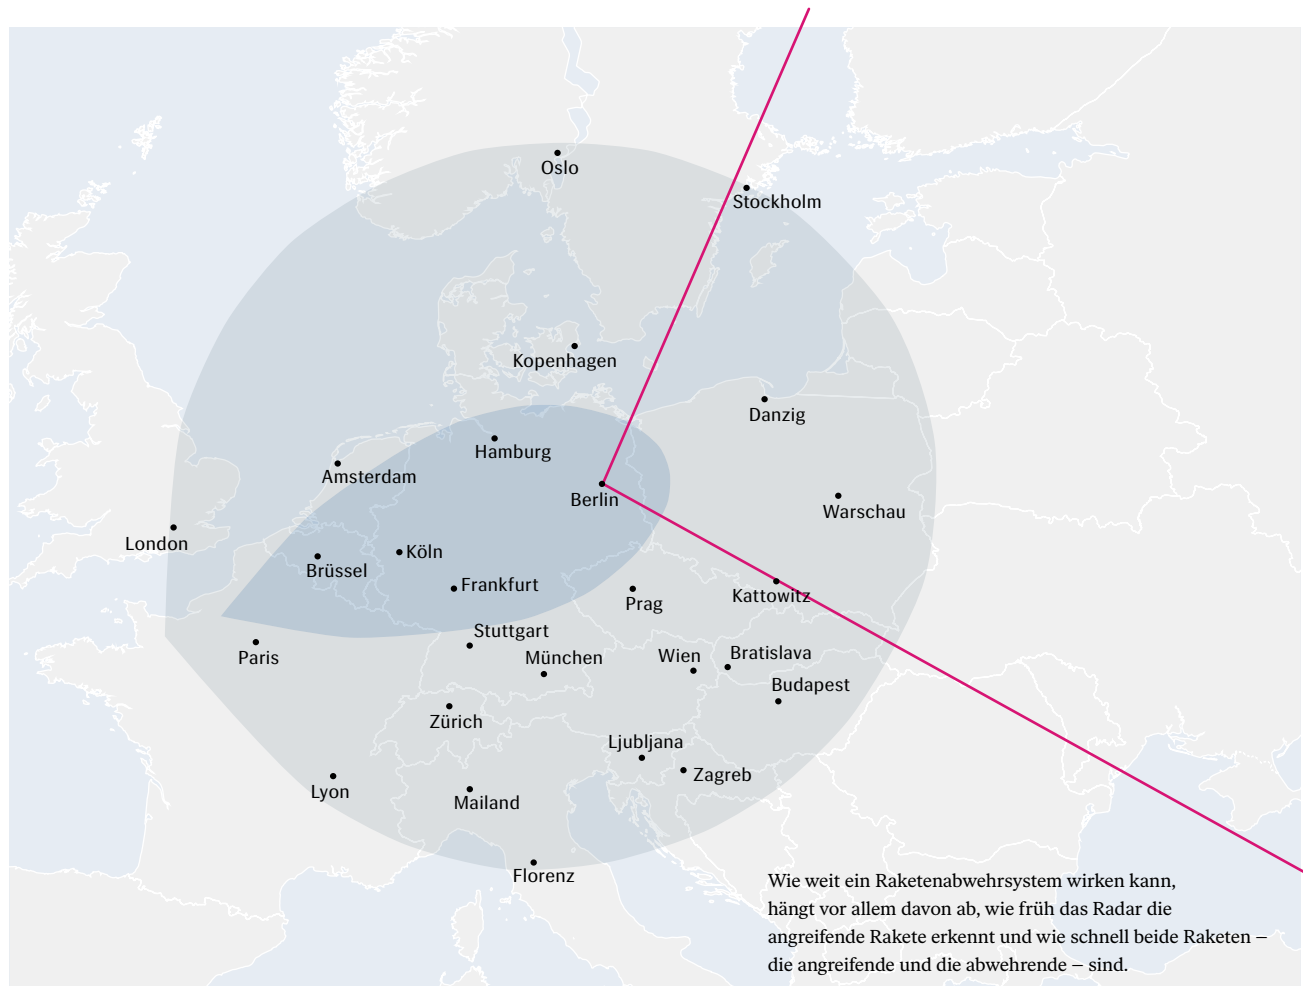 Oslo
Stockholm
Kopenhagen
Danzig
Hamburg
Amsterdam
Berlin
Warschau
London
Köln
Brüssel
Frankfurt
Prag
Kattowitz
Stuttgart
Paris
München
Wien
Bratislava
Budapest
Zürich
Ljubljana
Zagreb
Lyon
Mailand
Florenz
Wie weit ein Raketenabwehrsystem wirken kann,
hängt vor allem davon ab, wie früh das Radar die
angreifende Rakete erkennt und wie schnell beide Raketen –
die angreifende und die abwehrende – sind.